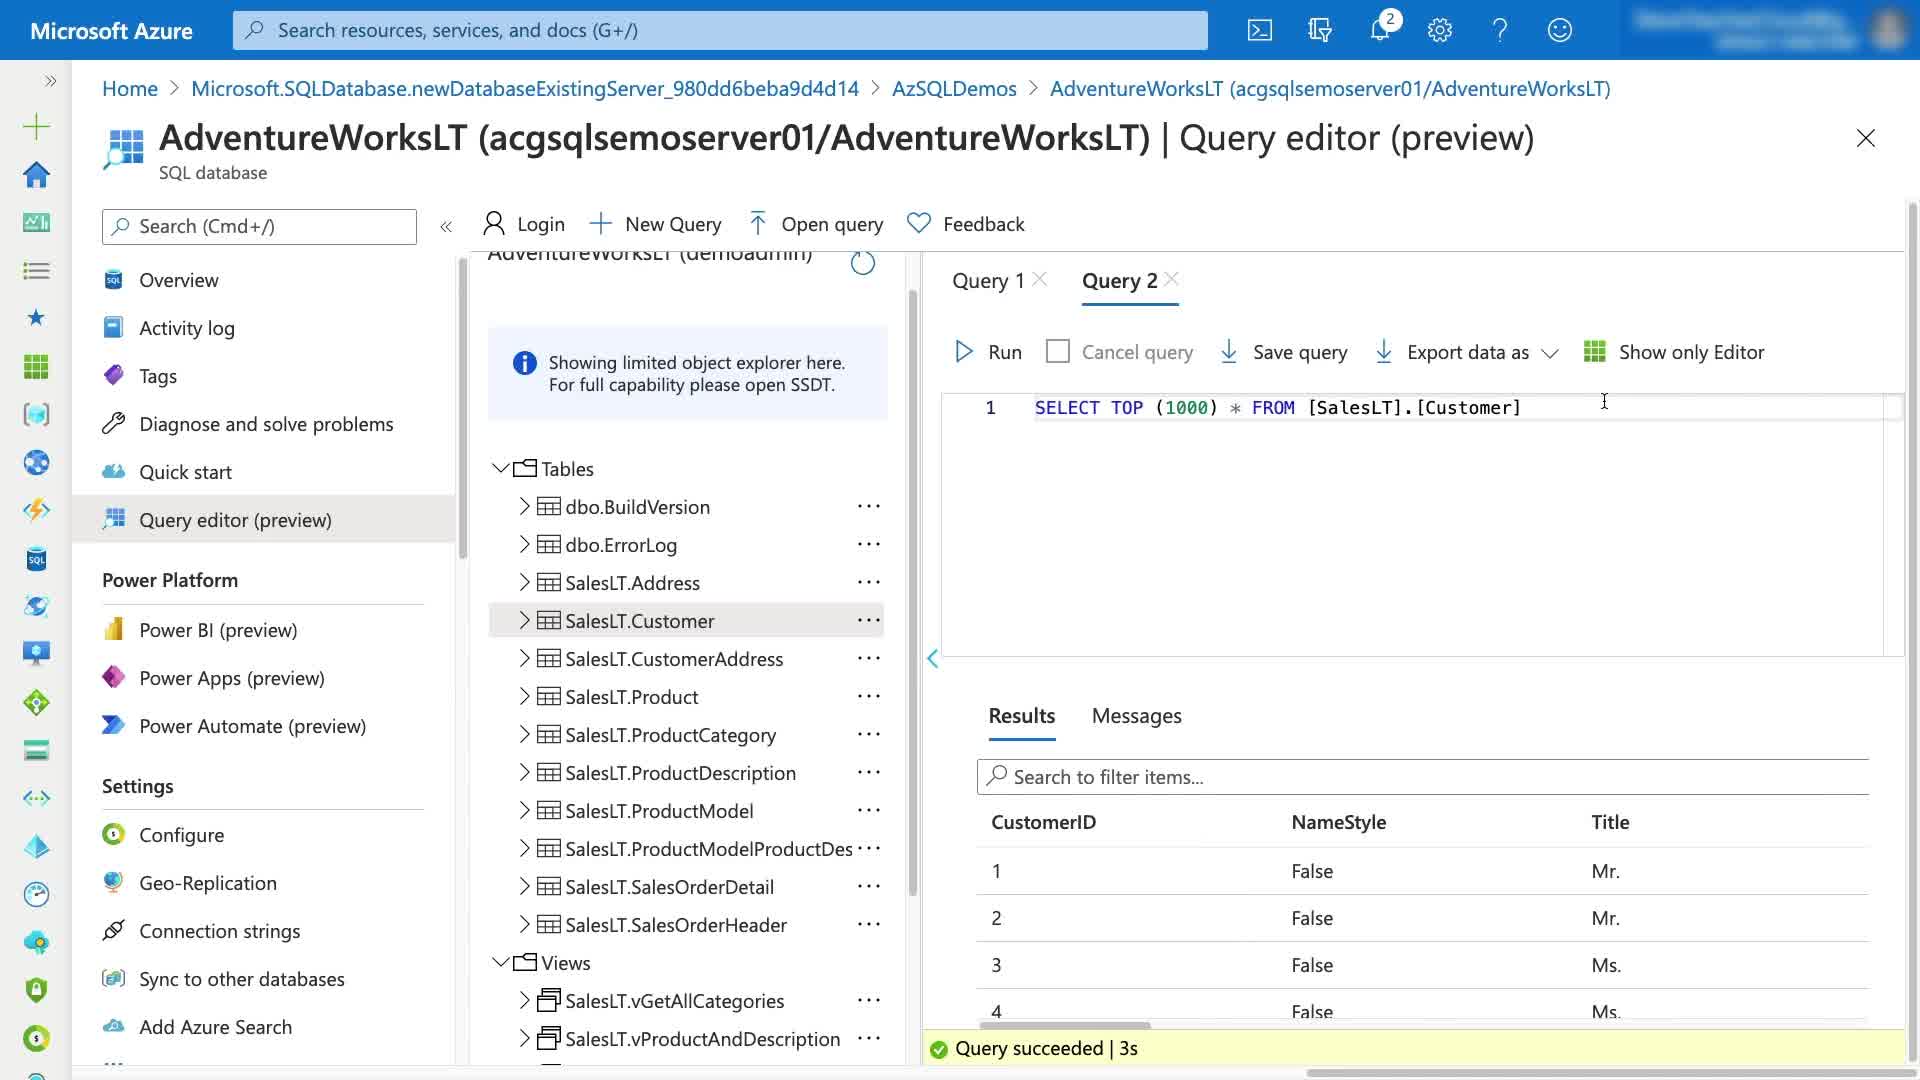 Microsoft Azure
Search resources, services, and docs (G+/)
2
Home > Microsoft.SQLDatabase.newDatabaseExistingServer_980dd6beba9d4d14 > AzSQLDemos > AdventureWorksLT (acgsqlsemoserver01/AdventureWorksLT)
AdventureWorksLT (acgsqlsemoserver01/AdventureWorksLT) | Query editor (preview)
SQL database
Search (Cmd+/)
Overview
Activity log
Tags
Diagnose and solve problems
Quick start
Query editor (preview)
Power Platform
Power BI (preview)
Power Apps (preview)
Power Automate (preview)
Settings
Configure
Geo-Replication
Connection strings
Sync to other databases
Add Azure Search
Login
New Query
Open query
Feedback
AdventureWorksLT (demoadmin)
Showing limited object explorer here.
For full capability please open SSDT.
Tables
dbo.BuildVersion
dbo.ErrorLog
SalesLT.Address
SalesLT.Customer
SalesLT.CustomerAddress
SalesLT.Product
SalesLT.ProductCategory
SalesLT.ProductDescription
SalesLT.ProductModel
SalesLT.ProductModelProductDes
SalesLT.SalesOrderDetail
SalesLT.SalesOrderHeader
Views
SalesLT.vGetAllCategories
SalesLT.vProductAndDescription
Query 1
Query 2
Run
Cancel query
Save query
Export data as
Show only Editor
1 SELECT TOP (1000) * FROM [SalesLT].[Customer]
Results
Messages
Search to filter items...
CustomerID NameStyle Title
1 False Mr.
2 False Mr.
3 False Ms.
4 False Ms.
Query succeeded | 3s